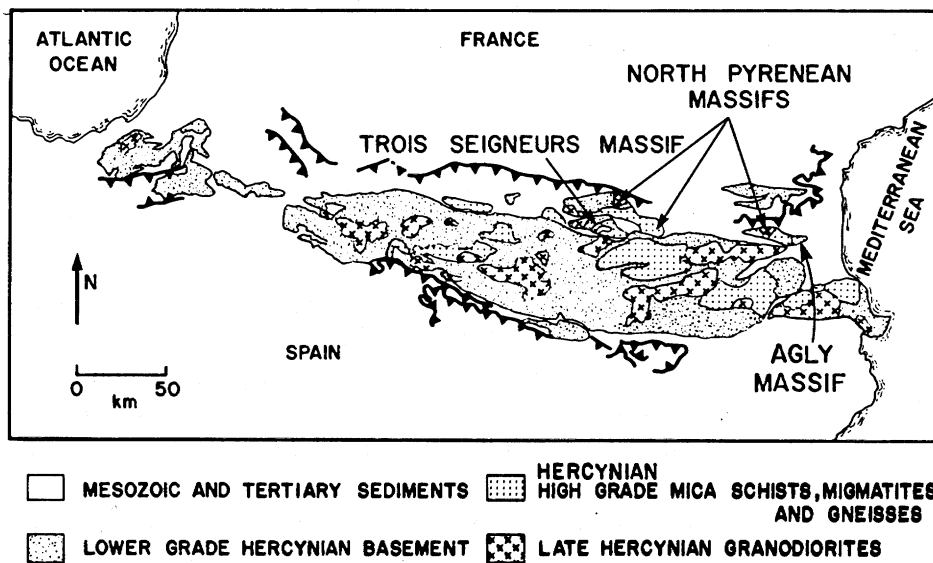 ATLANTIC
OCEAN
FRANCE
NORTH PYRENEAN
MASSIFS
TROIS SEIGNEURS MASSIF
MEDITERRANEAN
SEA
N
SPAIN
0 50
km
AGLY
MASSIF
MESOZOIC AND TERTIARY SEDIMENTS
HERCYNIAN
HIGH GRADE MICA SCHISTS, MIGMATITES
AND GNEISSES
LOWER GRADE HERCYNIAN BASEMENT
LATE HERCYNIAN GRANODIORITES